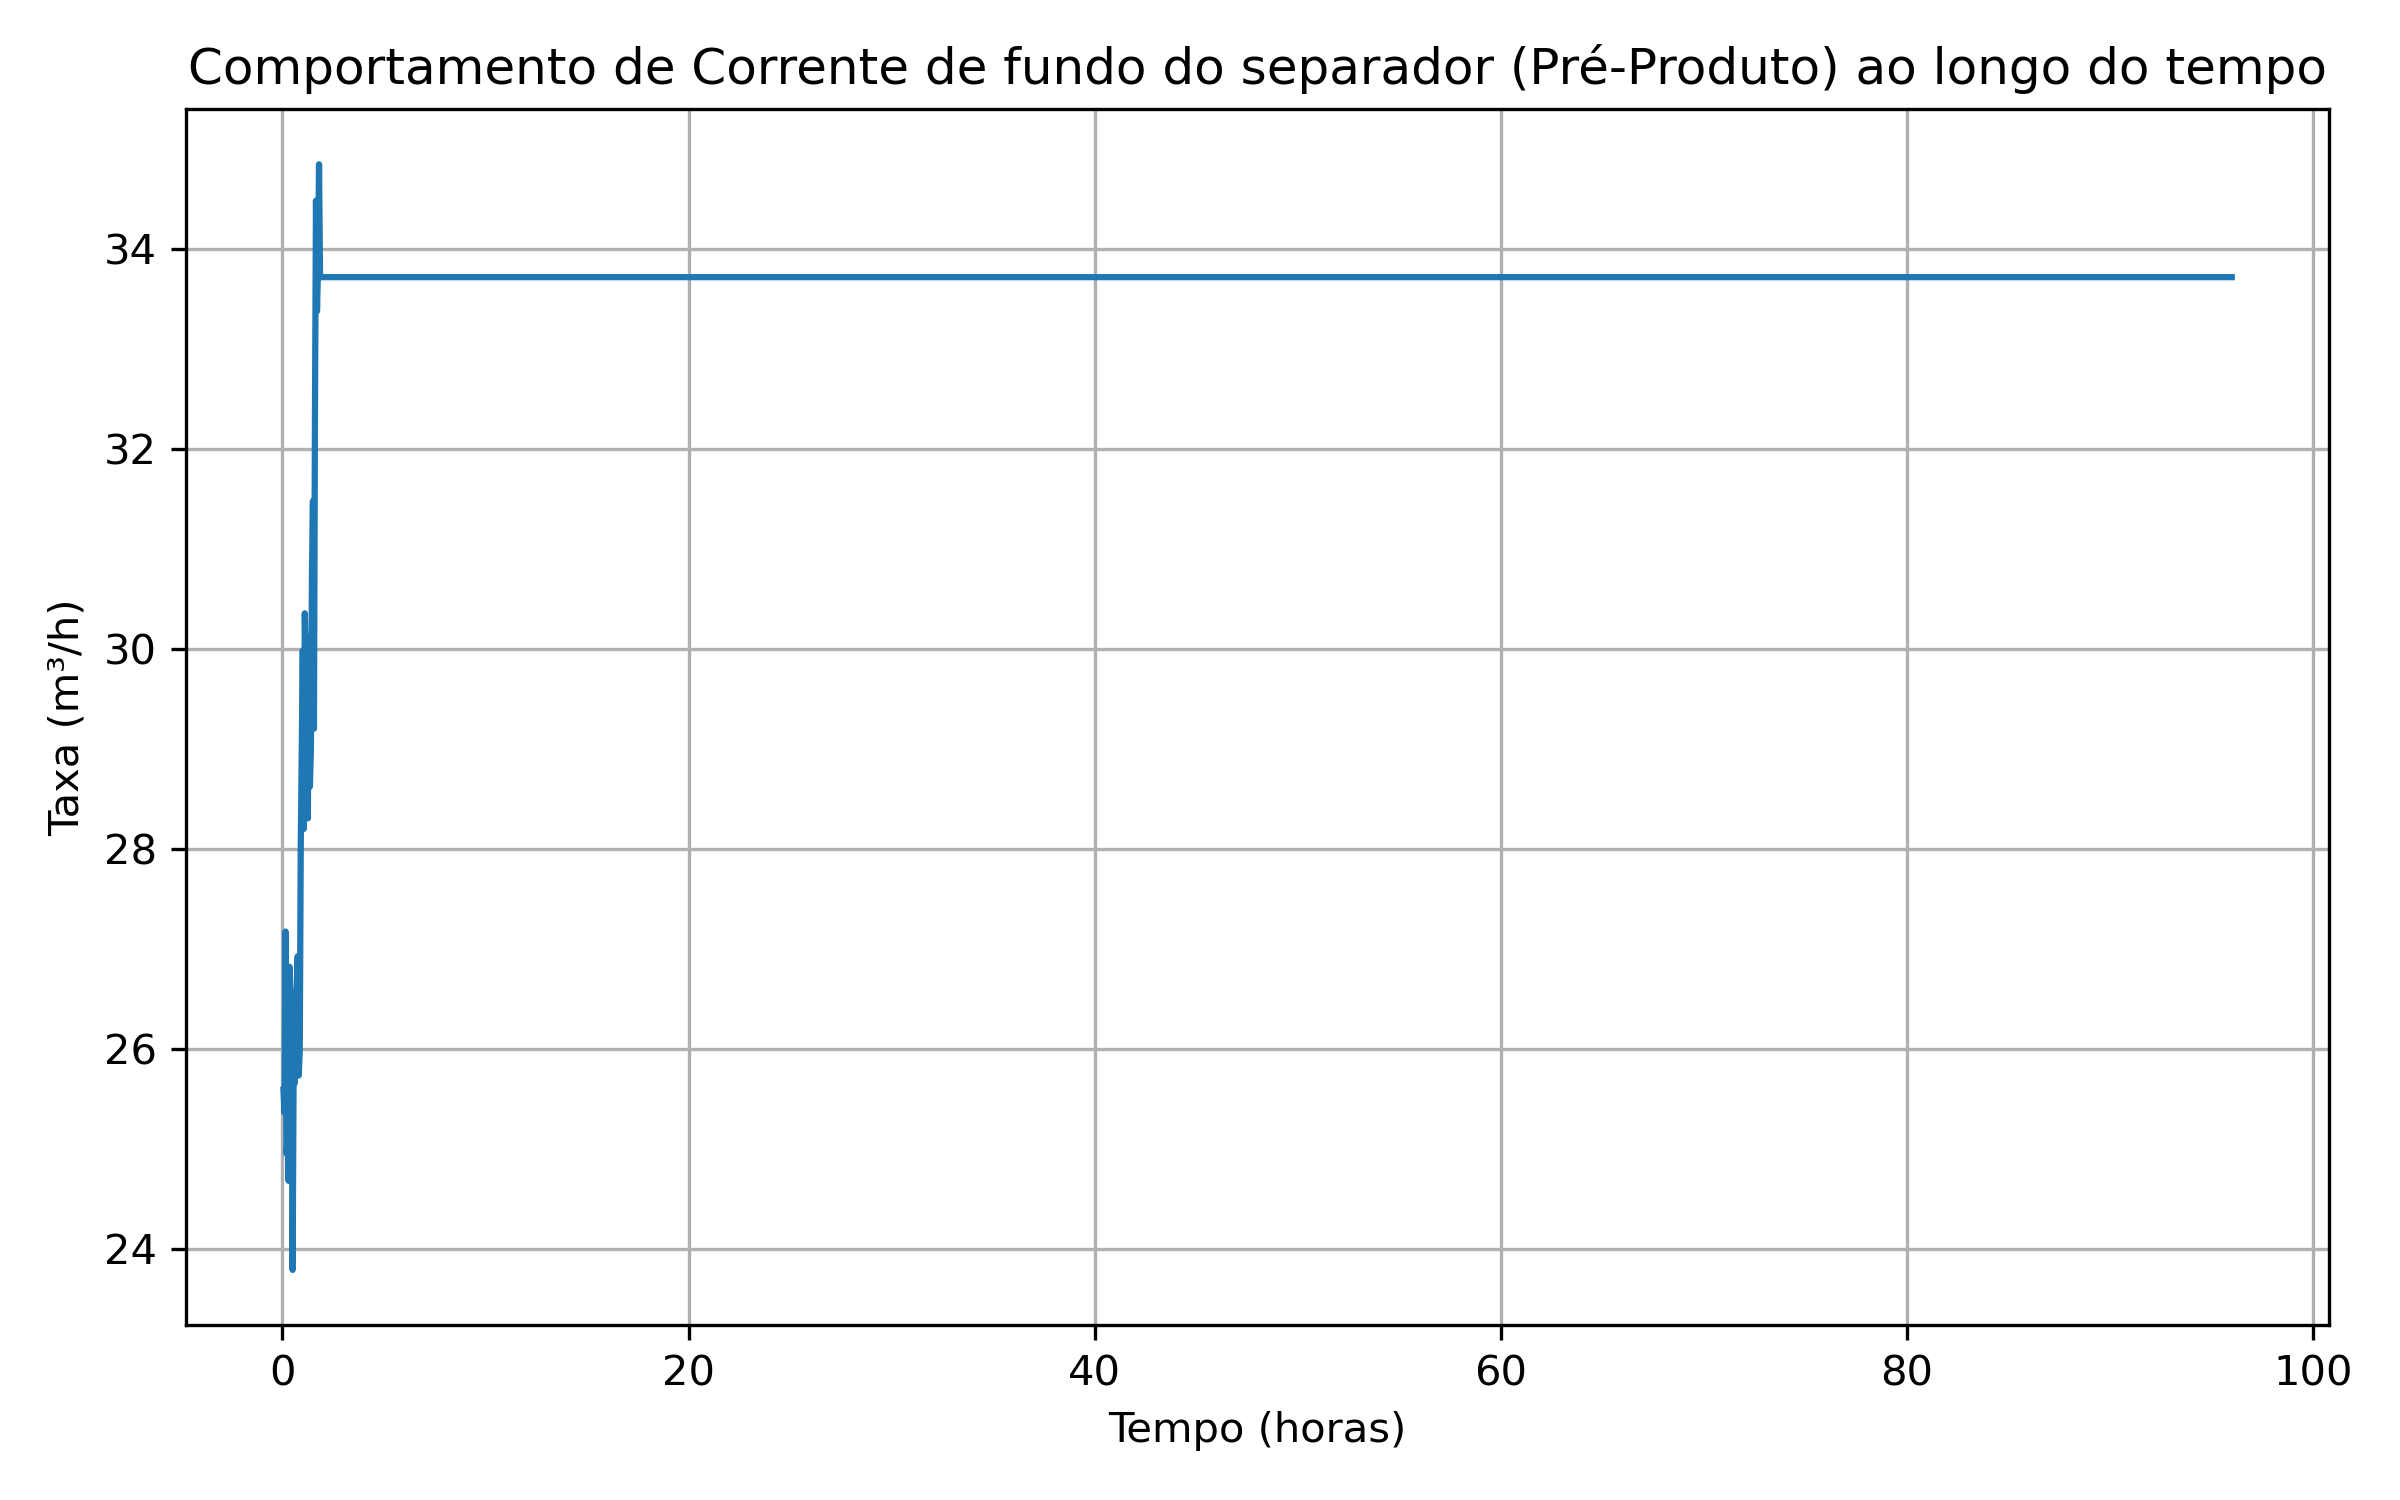 Comportamento de Corrente de fundo do separador (Pré-Produto) ao longo do tempo
34
32
30
28
26
24
Taxa (m³/h)
0 20 40 60 80 100
Tempo (horas)